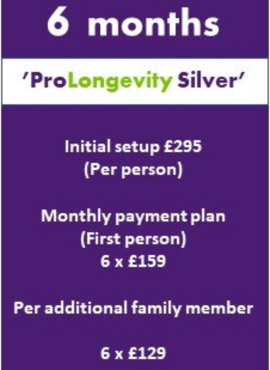 6 months
'ProLongevity Silver'
Initial setup £295
(Per person)
Monthly payment plan
(First person)
6 x £159
Per additional family member
6 x £129